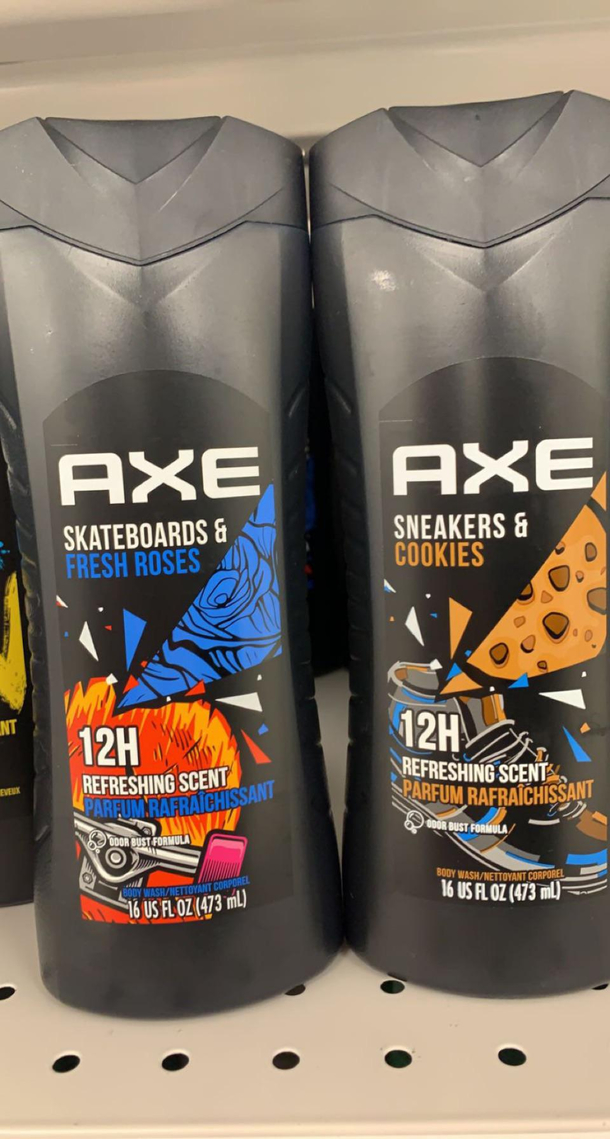 AXE
SKATEBOARDS &
FRESH ROSES
12H
REFRESHING SCENT
PARFUM RAFRAÎCHISSANT
ODOR BUST FORMULA
BODY WASH/NETTOYANT CORPOREL
16 US FL OZ (473 mL)
AXE
SNEAKERS &
COOKIES
12H
REFRESHING SCENT
PARFUM RAFRAÎCHISSANT
ODOR BUST FORMULA
BODY WASH/NETTOYANT CORPOREL
16 US FL OZ (473 mL)